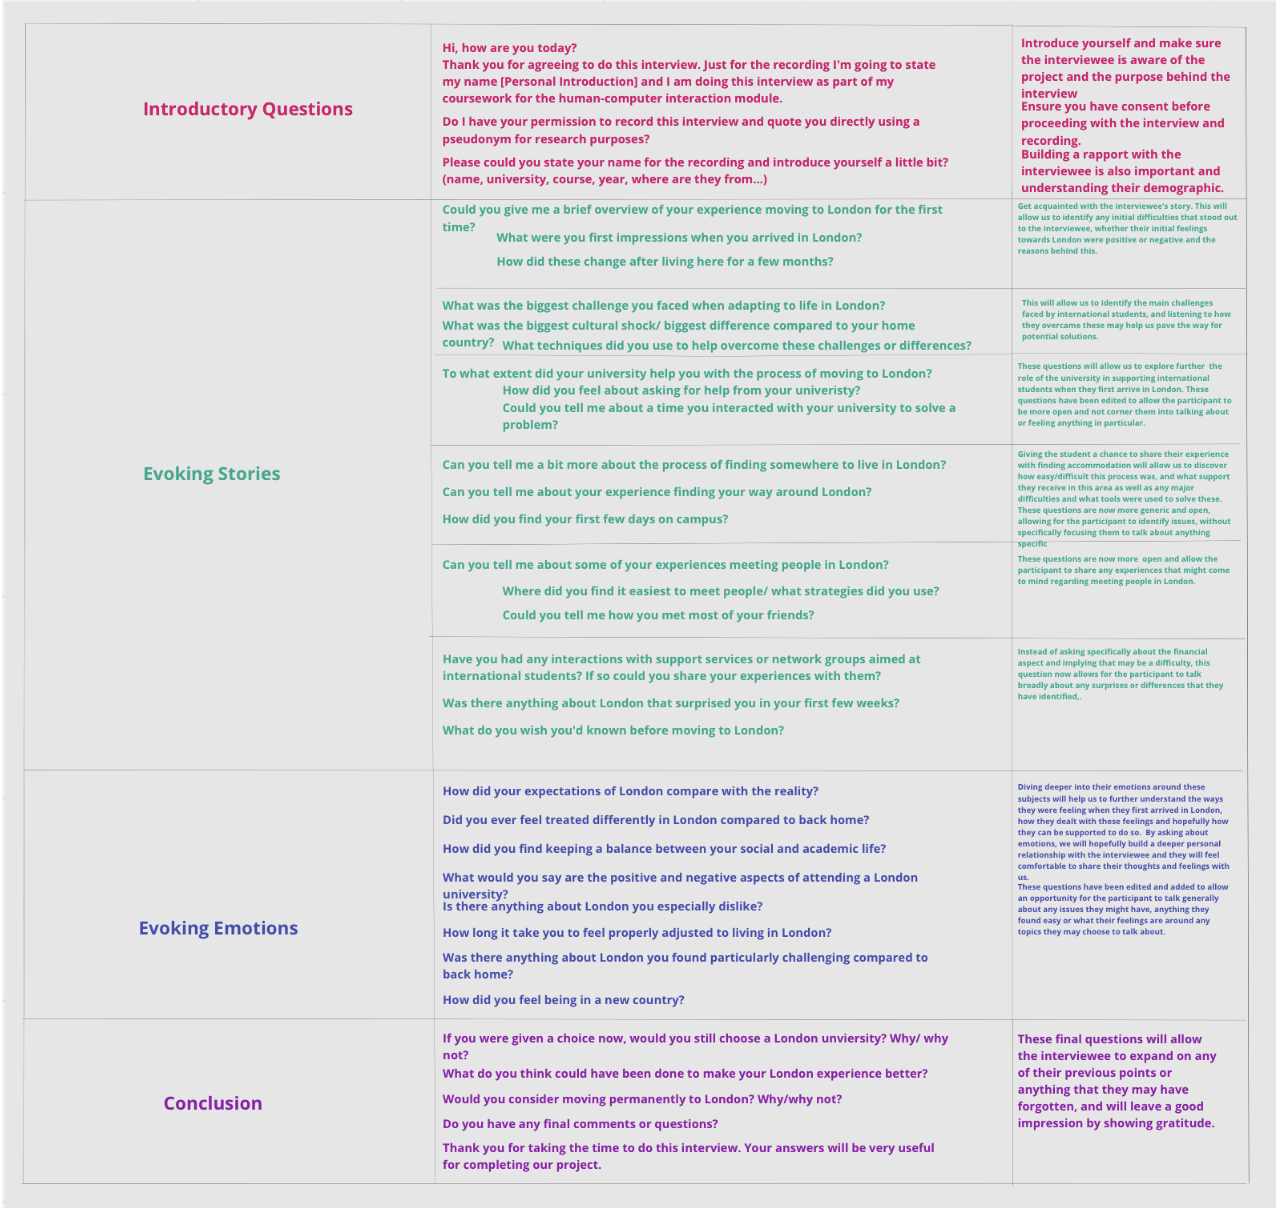 Introductory Questions
Hi, how are you today?
Thank you for agreeing to do this interview. Just for the recording I'm going to state
my name [Personal Introduction] and I am doing this interview as part of my
coursework for the human-computer interaction module.
Do I have your permission to record this interview and quote you directly using a
pseudonym for research purposes?
Please could you state your name for the recording and introduce yourself a little bit?
(name, university, course, year, where are they from...)
Introduce yourself and make sure
the interviewee is aware of the
project and the purpose behind the
interview
Ensure you have consent before
proceeding with the interview and
recording.
Building a rapport with the
interviewee is also important and
understanding their demographic.
Evoking Stories
Could you give me a brief overview of your experience moving to London for the first
time?
What were you first impressions when you arrived in London?
How did these change after living here for a few months?
Get acquainted with the interviewee's story. This will
allow us to identify any initial difficulties that stood out
to the interviewee, whether their initial feelings
towards London were positive or negative and the
reasons behind this.
What was the biggest challenge you faced when adapting to life in London?
What was the biggest cultural shock/ biggest difference compared to your home
country?
What techniques did you use to help overcome these challenges or differences?
This will allow us to identify the main challenges
faced by international students, and listening to how
they overcame these may help us pave the way for
potential solutions.
To what extent did your university help you with the process of moving to London?
How did you feel about asking for help from your univeristy?
Could you tell me about a time you interacted with your university to solve a
problem?
These questions will allow us to explore further the
role of the university in supporting international
students when they first arrive in London. These
questions have been edited to allow the participant to
be more open and not corner them into talking about
or feeling anything in particular.
Can you tell me a bit more about the process of finding somewhere to live in London?
Can you tell me about your experience finding your way around London?
How did you find your first few days on campus?
Giving the student a chance to share their experience
with finding accommodation will allow us to discover
how easy/difficult this process was, and what support
they receive in this area as well as any major
difficulties and what tools were used to solve these.
These questions are now more generic and open,
allowing for the participant to identify issues, without
specifically focusing them to talk about anything
specific
Can you tell me about some of your experiences meeting people in London?
Where did you find it easiest to meet people/ what strategies did you use?
Could you tell me how you met most of your friends?
These questions are now more open and allow the
participant to share any experiences that might come
to mind regarding meeting people in London.
Have you had any interactions with support services or network groups aimed at
international students? If so could you share your experiences with them?
Was there anything about London that surprised you in your first few weeks?
What do you wish you'd known before moving to London?
Instead of asking specifically about the financial
aspect and implying that may be a difficulty, this
question now allows for the participant to talk
broadly about any surprises or differences that they
have identified,.
Evoking Emotions
How did your expectations of London compare with the reality?
Did you ever feel treated differently in London compared to back home?
How did you find keeping a balance between your social and academic life?
What would you say are the positive and negative aspects of attending a London
university?
Is there anything about London you especially dislike?
How long it take you to feel properly adjusted to living in London?
Was there anything about London you found particularly challenging compared to
back home?
How did you feel being in a new country?
Diving deeper into their emotions around these
subjects will help us to further understand the ways
they were feeling when they first arrived in London,
how they dealt with these feelings and hopefully how
they can be supported to do so. By asking about
emotions, we will hopefully build a deeper personal
relationship with the interviewee and they will feel
comfortable to share their thoughts and feelings with
us.
These questions have been edited and added to allow
an opportunity for the participant to talk generally
about any issues they might have, anything they
found easy or what their feelings are around any
topics they may choose to talk about.
Conclusion
If you were given a choice now, would you still choose a London unviersity? Why/ why
not?
What do you think could have been done to make your London experience better?
Would you consider moving permanently to London? Why/why not?
Do you have any final comments or questions?
Thank you for taking the time to do this interview. Your answers will be very useful
for completing our project.
These final questions will allow
the interviewee to expand on any
of their previous points or
anything that they may have
forgotten, and will leave a good
impression by showing gratitude.